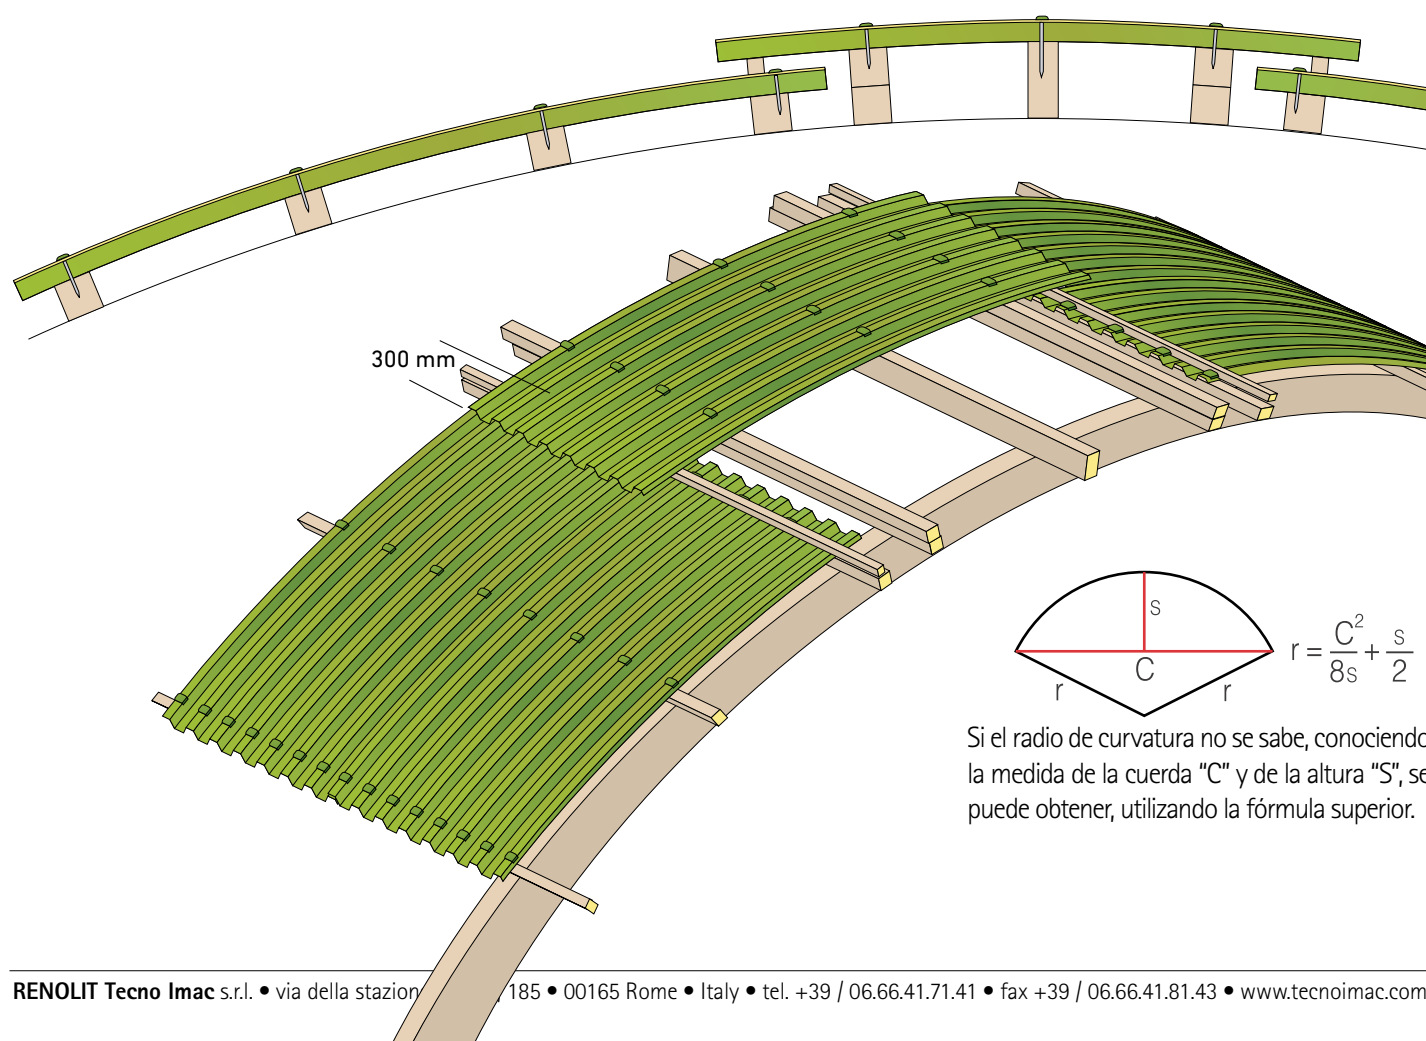 300 mm
s
C
r
r
r = C²/8s + s/2
Si el radio de curvatura no se sabe, conociendo
la medida de la cuerda "C" y de la altura "S", se
puede obtener, utilizando la fórmula superior.
RENOLIT Tecno Imac s.r.l. • via della 185 • 00165 Rome • Italy • tel. +39 / 06.66.41.71.41 • fax +39 / 06.66.41.81.43 • www.tecnoimac.com